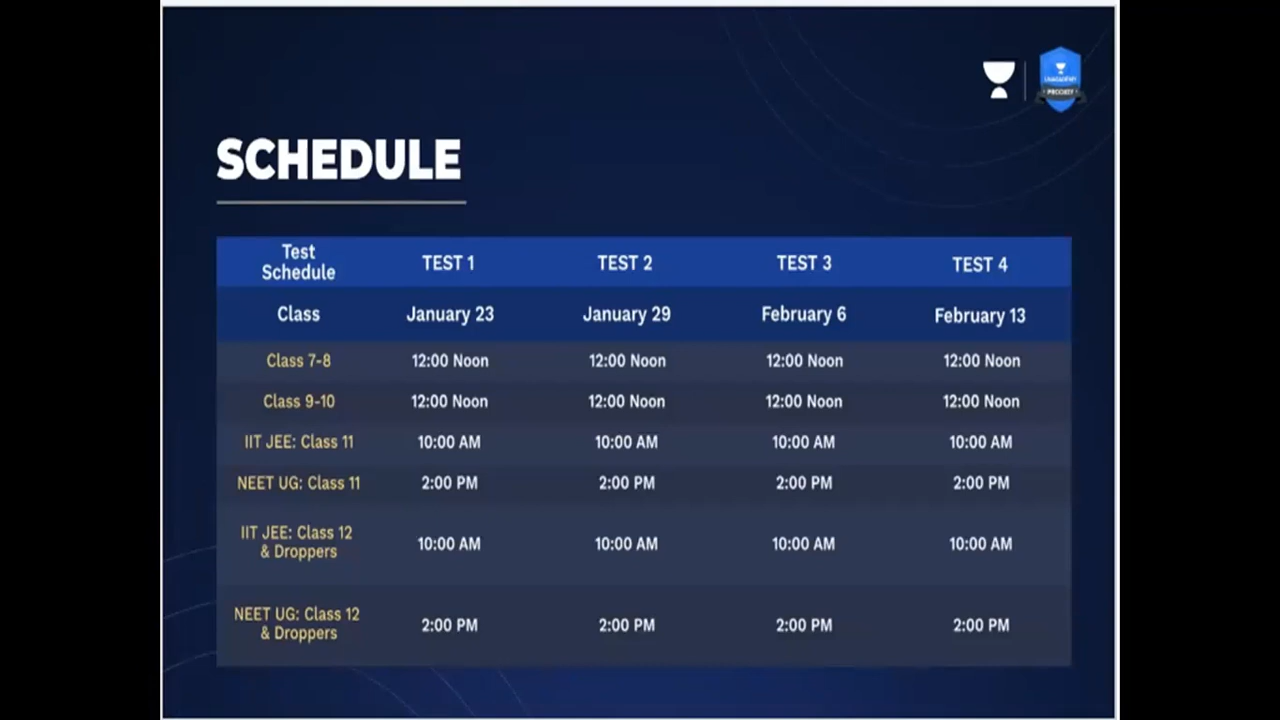 UNACADEMY
PRODIGY
SCHEDULE
Test Schedule TEST 1 TEST 2 TEST 3 TEST 4
Class January 23 January 29 February 6 February 13
Class 7-8 12:00 Noon 12:00 Noon 12:00 Noon 12:00 Noon
Class 9-10 12:00 Noon 12:00 Noon 12:00 Noon 12:00 Noon
IIT JEE: Class 11 10:00 AM 10:00 AM 10:00 AM 10:00 AM
NEET UG: Class 11 2:00 PM 2:00 PM 2:00 PM 2:00 PM
IIT JEE: Class 12 & Droppers 10:00 AM 10:00 AM 10:00 AM 10:00 AM
NEET UG: Class 12 & Droppers 2:00 PM 2:00 PM 2:00 PM 2:00 PM